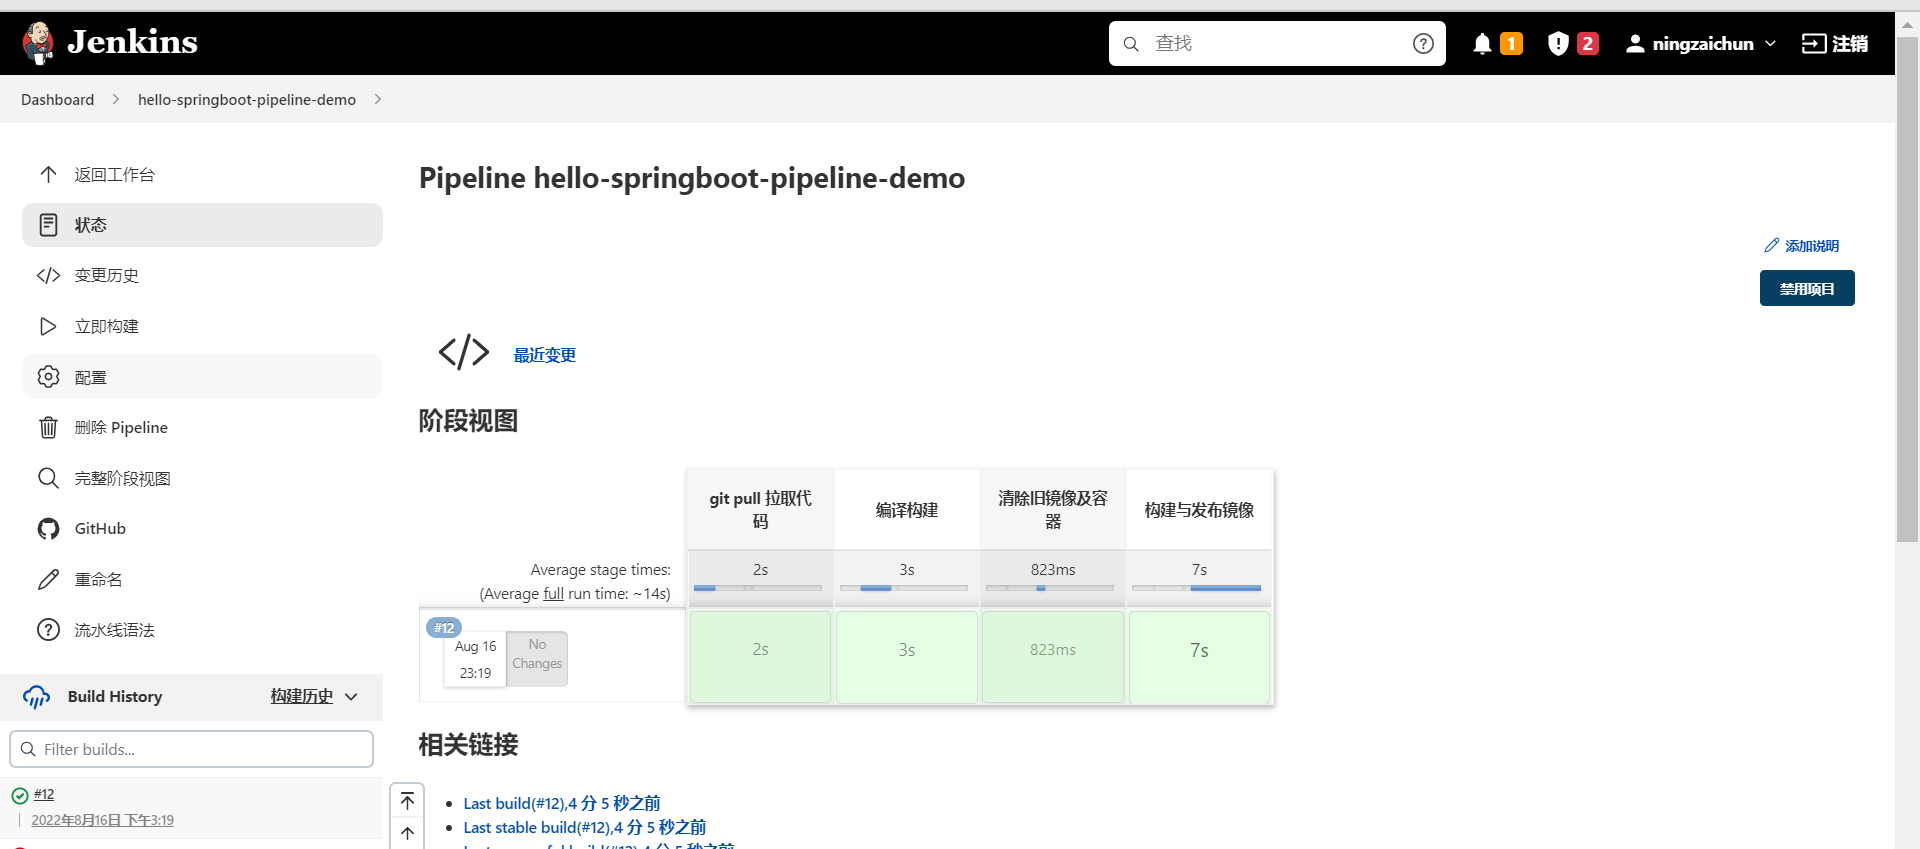 Jenkins
查找
1
2
ningzaichun
注销
Dashboard
hello-springboot-pipeline-demo
返回工作台
状态
变更历史
立即构建
配置
删除 Pipeline
完整阶段视图
GitHub
重命名
流水线语法
Build History
构建历史
Filter builds...
#12
2022年8月16日 下午3:19
Pipeline hello-springboot-pipeline-demo
添加说明
禁用项目
最近变更
阶段视图
git pull 拉取代
码
编译构建
清除旧镜像及容
器
构建与发布镜像
Average stage times:
(Average full run time: ~14s)
2s
3s
823ms
7s
#12
Aug 16
23:19
No
Changes
2s
3s
823ms
7s
相关链接
Last build(#12),4 分 5 秒之前
Last stable build(#12),4 分 5 秒之前